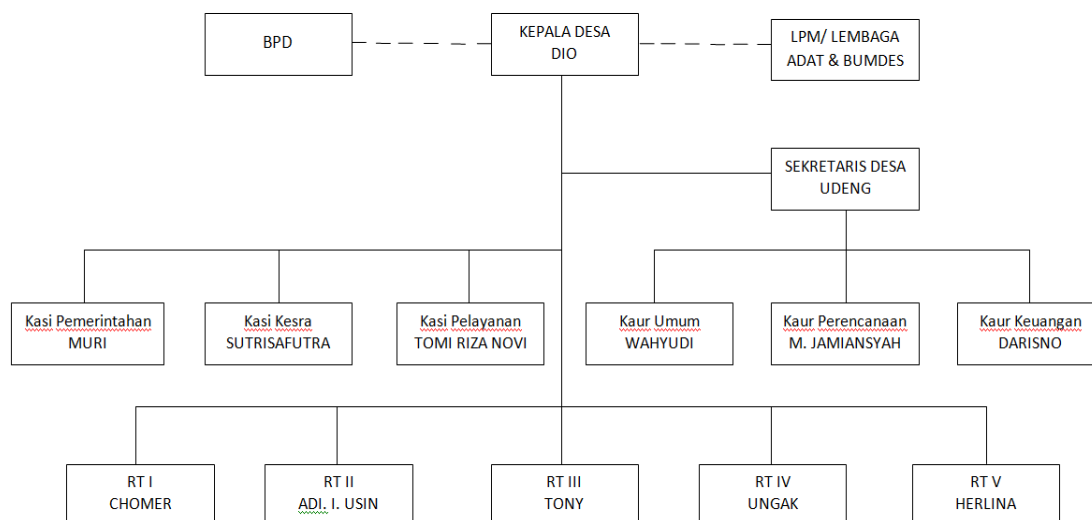 BPD
KEPALA DESA
DIO
LPM/ LEMBAGA
ADAT & BUMDES
SEKRETARIS DESA
UDENG
Kasi Pemerintahan
MURI
Kasi Kesra
SUTRISAFUTRA
Kasi Pelayanan
TOMI RIZA NOVI
Kaur Umum
WAHYUDI
Kaur Perencanaan
M. JAMIANSYAH
Kaur Keuangan
DARISNO
RT I
CHOMER
RT II
ADI. I. USIN
RT III
TONY
RT IV
UNGAK
RT V
HERLINA